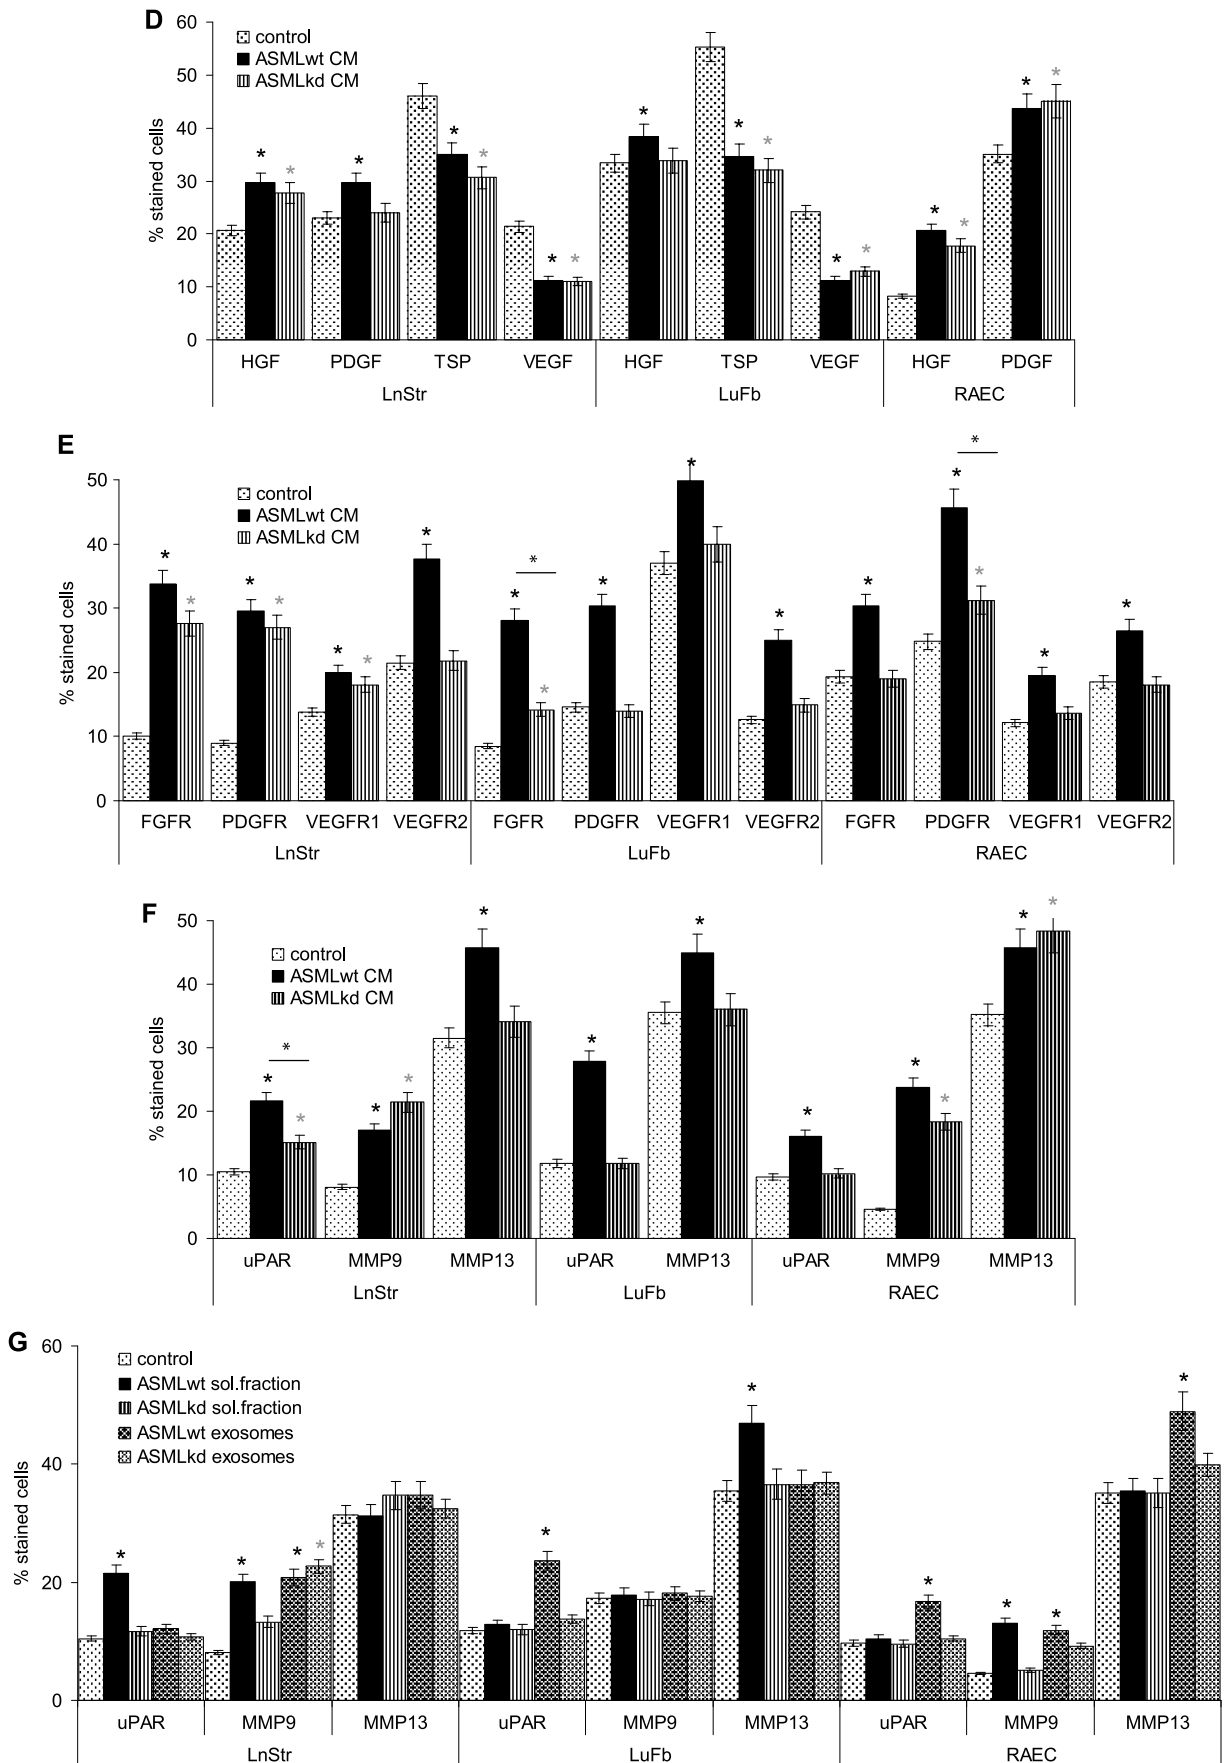 D
60
50
40
30
20
10
0
% stained cells
control
ASMLwt CM
ASMLkd CM
* * * * * * * * * * * * * * * *
HGF PDGF TSP VEGF HGF TSP VEGF HGF PDGF
LnStr LuFb RAEC
E
50
40
30
20
10
0
% stained cells
control
ASMLwt CM
ASMLkd CM
* * * * * * * * * * * * * * * * * * *
FGFR PDGFR VEGFR1 VEGFR2 FGFR PDGFR VEGFR1 VEGFR2 FGFR PDGFR VEGFR1 VEGFR2
LnStr LuFb RAEC
F
50
40
30
20
10
0
% stained cells
control
ASMLwt CM
ASMLkd CM
* * * * * * * * * * * * *
uPAR MMP9 MMP13 uPAR MMP13 uPAR MMP9 MMP13
LnStr LuFb RAEC
G
60
40
20
0
% stained cells
control
ASMLwt sol.fraction
ASMLkd sol.fraction
ASMLwt exosomes
ASMLkd exosomes
* * * * * * * * * *
uPAR MMP9 MMP13 uPAR MMP9 MMP13 uPAR MMP9 MMP13
LnStr LuFb RAEC